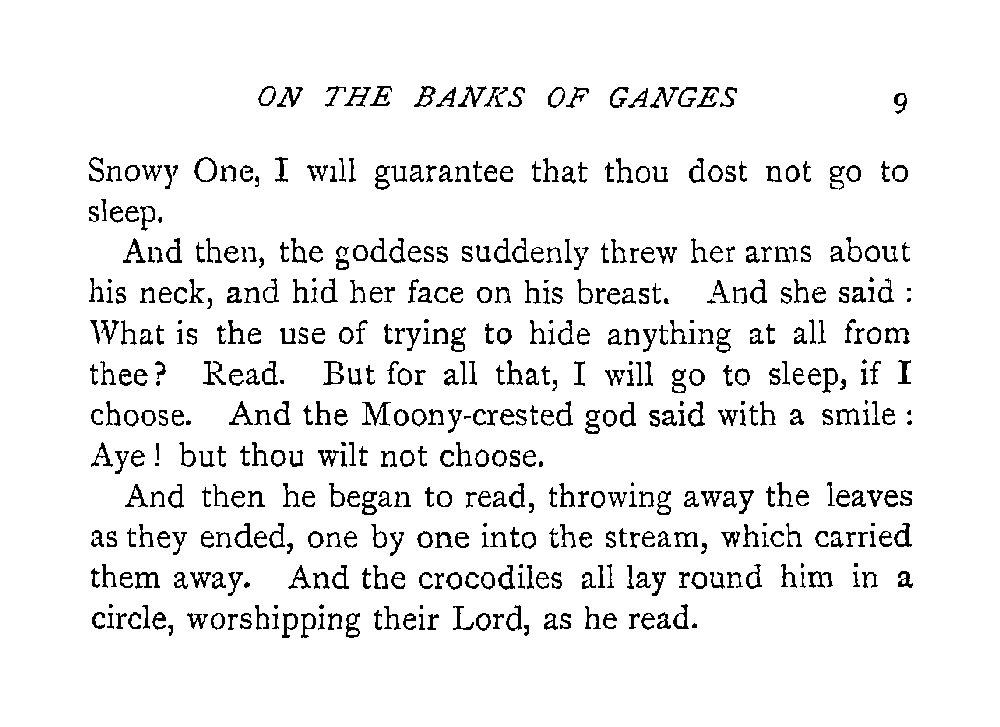 ON THE BANKS OF GANGES 9
Snowy One, I will guarantee that thou dost not go to
sleep.
And then, the goddess suddenly threw her arms about
his neck, and hid her face on his breast. And she said :
What is the use of trying to hide anything at all from
thee? Read. But for all that, I will go to sleep, if I
choose. And the Moony-crested god said with a smile :
Aye ! but thou wilt not choose.
And then he began to read, throwing away the leaves
as they ended, one by one into the stream, which carried
them away. And the crocodiles all lay round him in a
circle, worshipping their Lord, as he read.